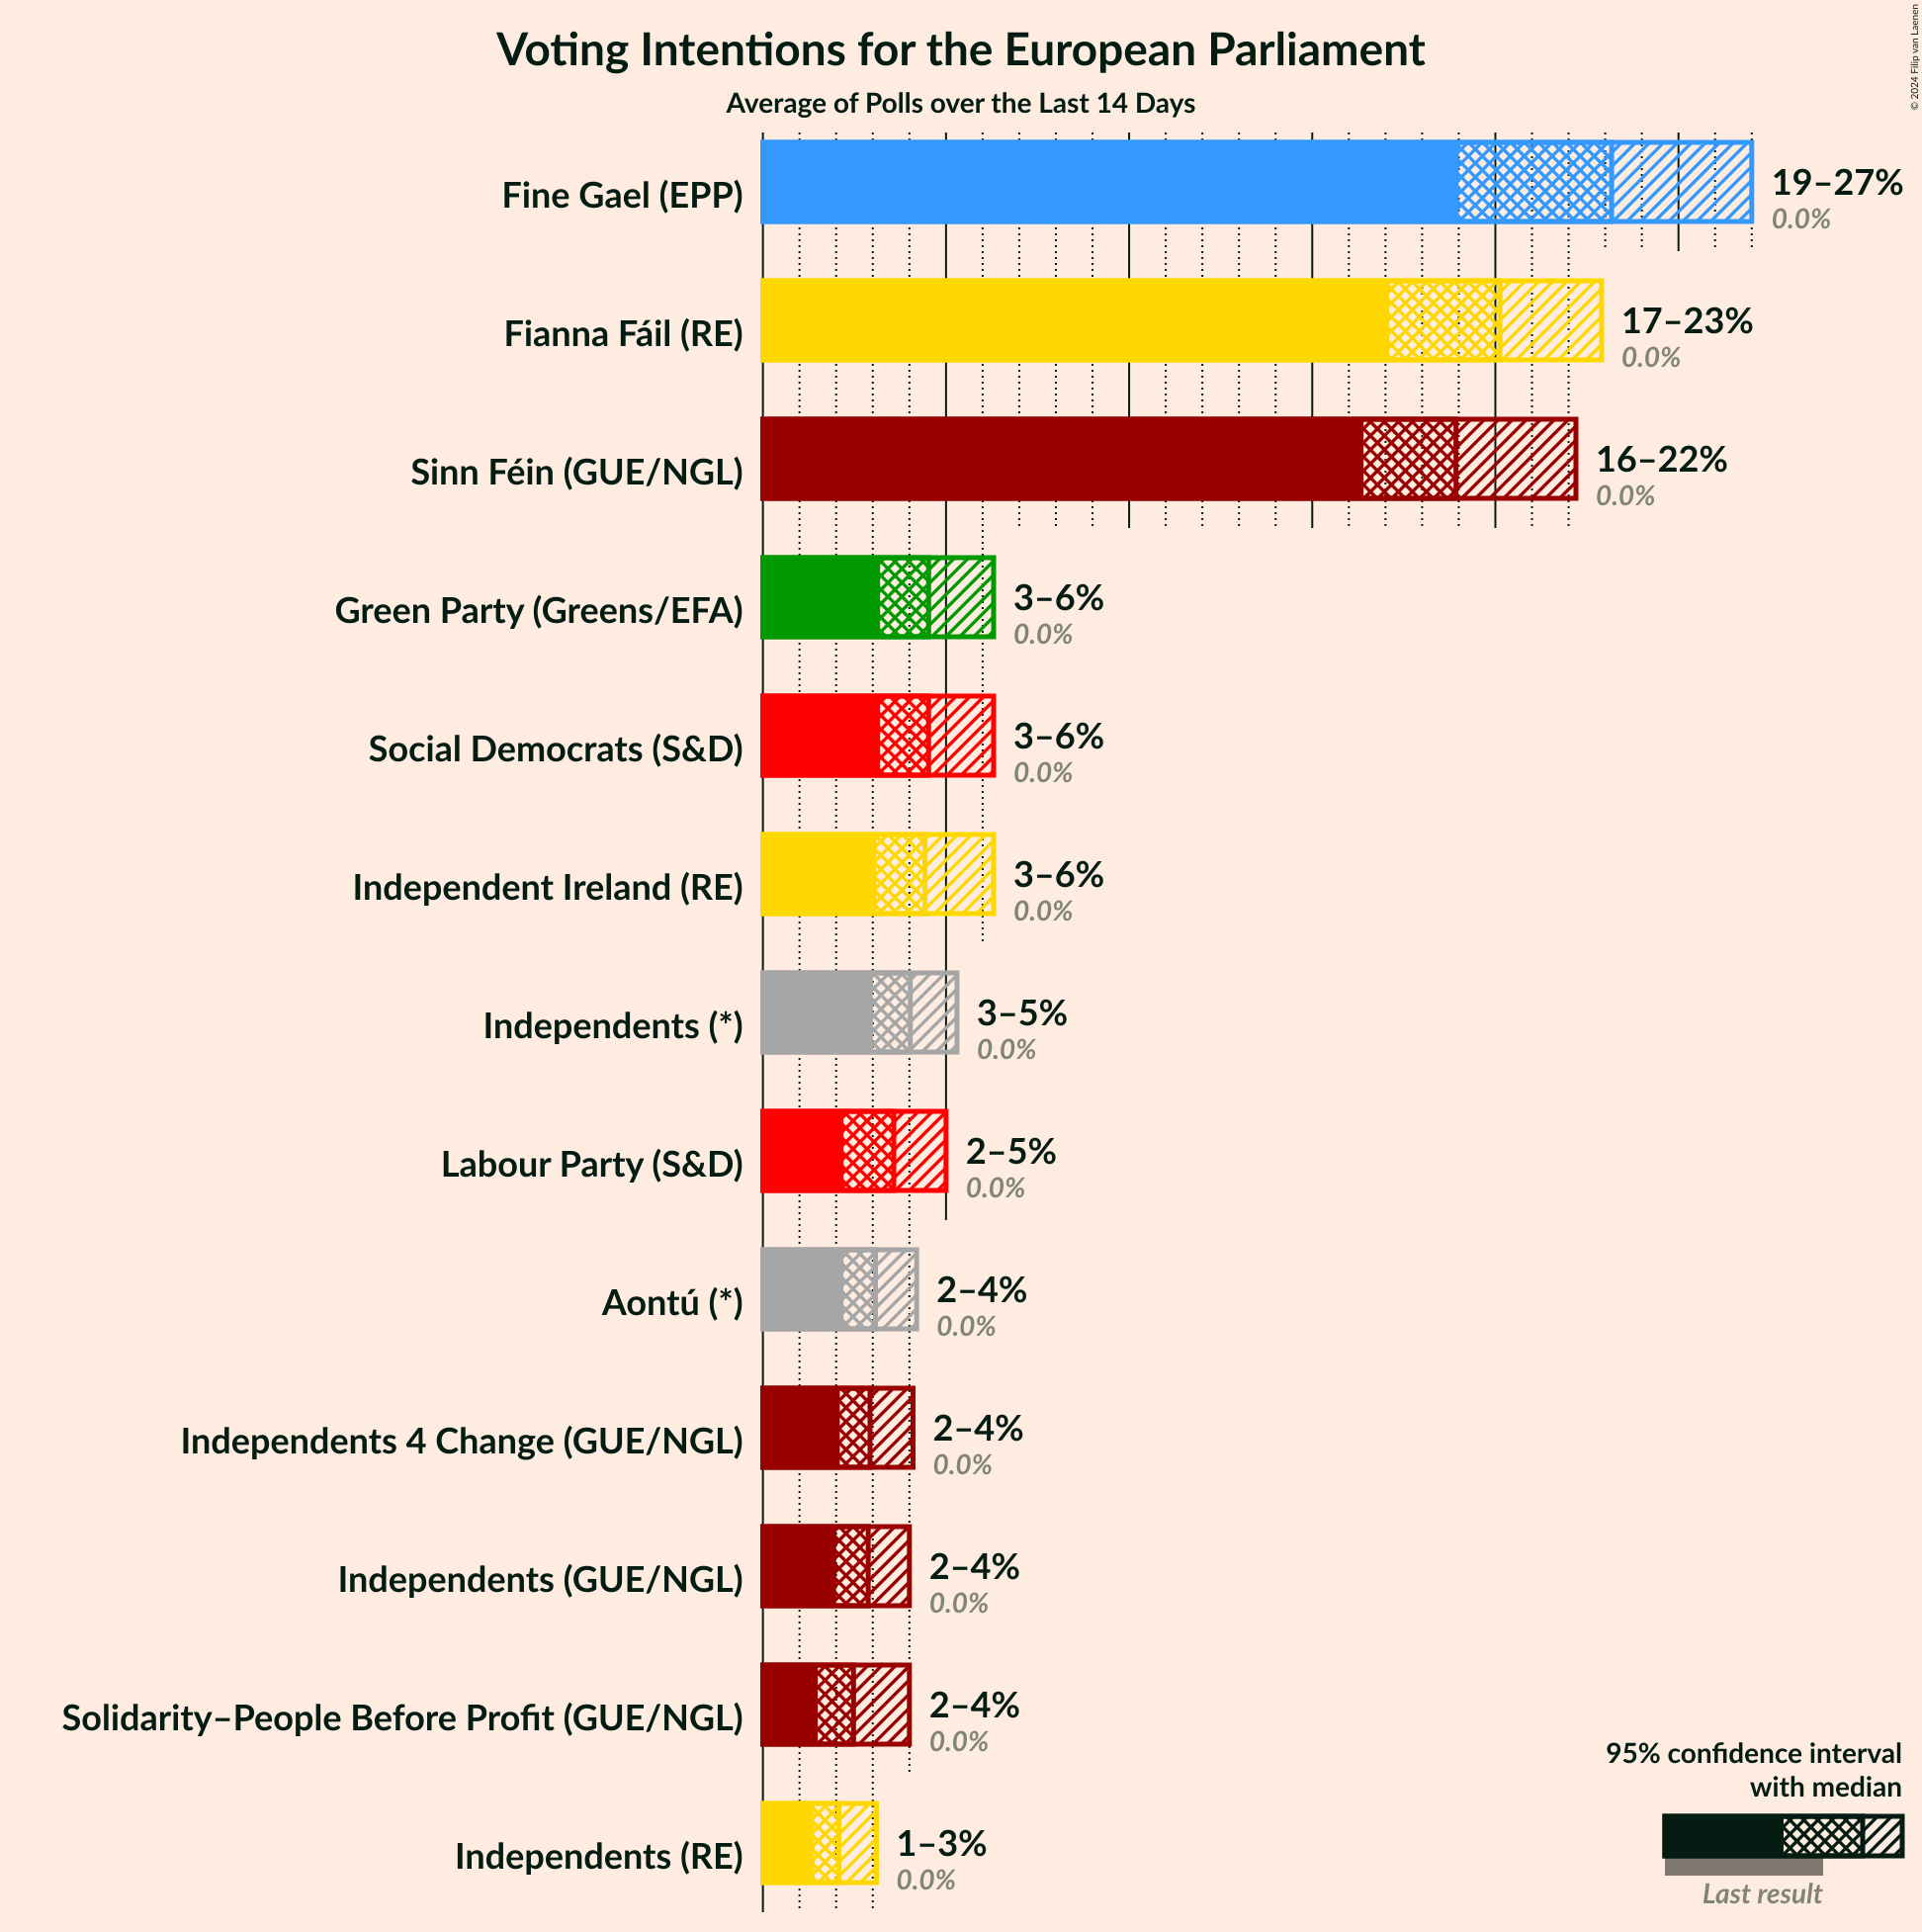 Voting Intentions for the European Parliament
Average of Polls over the Last 14 Days
© 2024 Filip van Laenen
Fine Gael (EPP)
19–27%
0.0%
Fianna Fáil (RE)
17–23%
0.0%
Sinn Féin (GUE/NGL)
16–22%
0.0%
Green Party (Greens/EFA)
3–6%
0.0%
Social Democrats (S&D)
3–6%
0.0%
Independent Ireland (RE)
3–6%
0.0%
Independents (*)
3–5%
0.0%
Labour Party (S&D)
2–5%
0.0%
Aontú (*)
2–4%
0.0%
Independents 4 Change (GUE/NGL)
2–4%
0.0%
Independents (GUE/NGL)
2–4%
0.0%
Solidarity–People Before Profit (GUE/NGL)
2–4%
0.0%
Independents (RE)
1–3%
0.0%
95% confidence interval
with median
Last result